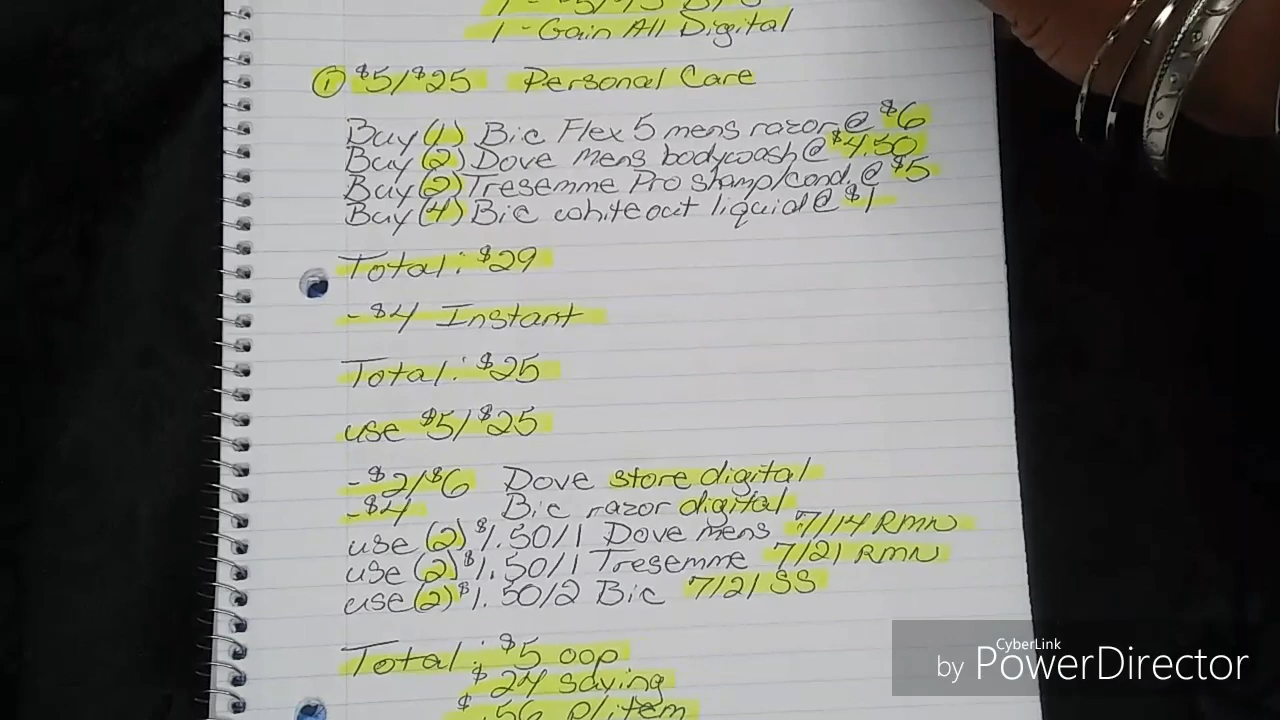 1 - Gain All Digital
① $5/$25 Personal Care
Buy (1) Bic Flex 5 mens razor @ $6
Buy (2) Dove mens bodywash @ $4.50
Buy (2) Tresemme Pro shamp/cond. @ $5
Buy (4) Bic whiteout liquid @ $1
Total: $29
- $4 Instant
Total: $25
use $5/$25
- $2/$6 Dove store digital
- $4 Bic razor digital
use (2) $1.50/1 Dove mens 7/14 RMN
use (2) $1.50/1 Tresemme 7/21 RMN
use (2) $1.50/2 Bic 7/21 SS
Total: $5 oop
$24 saving
$.56 p/item
CyberLink
by PowerDirector